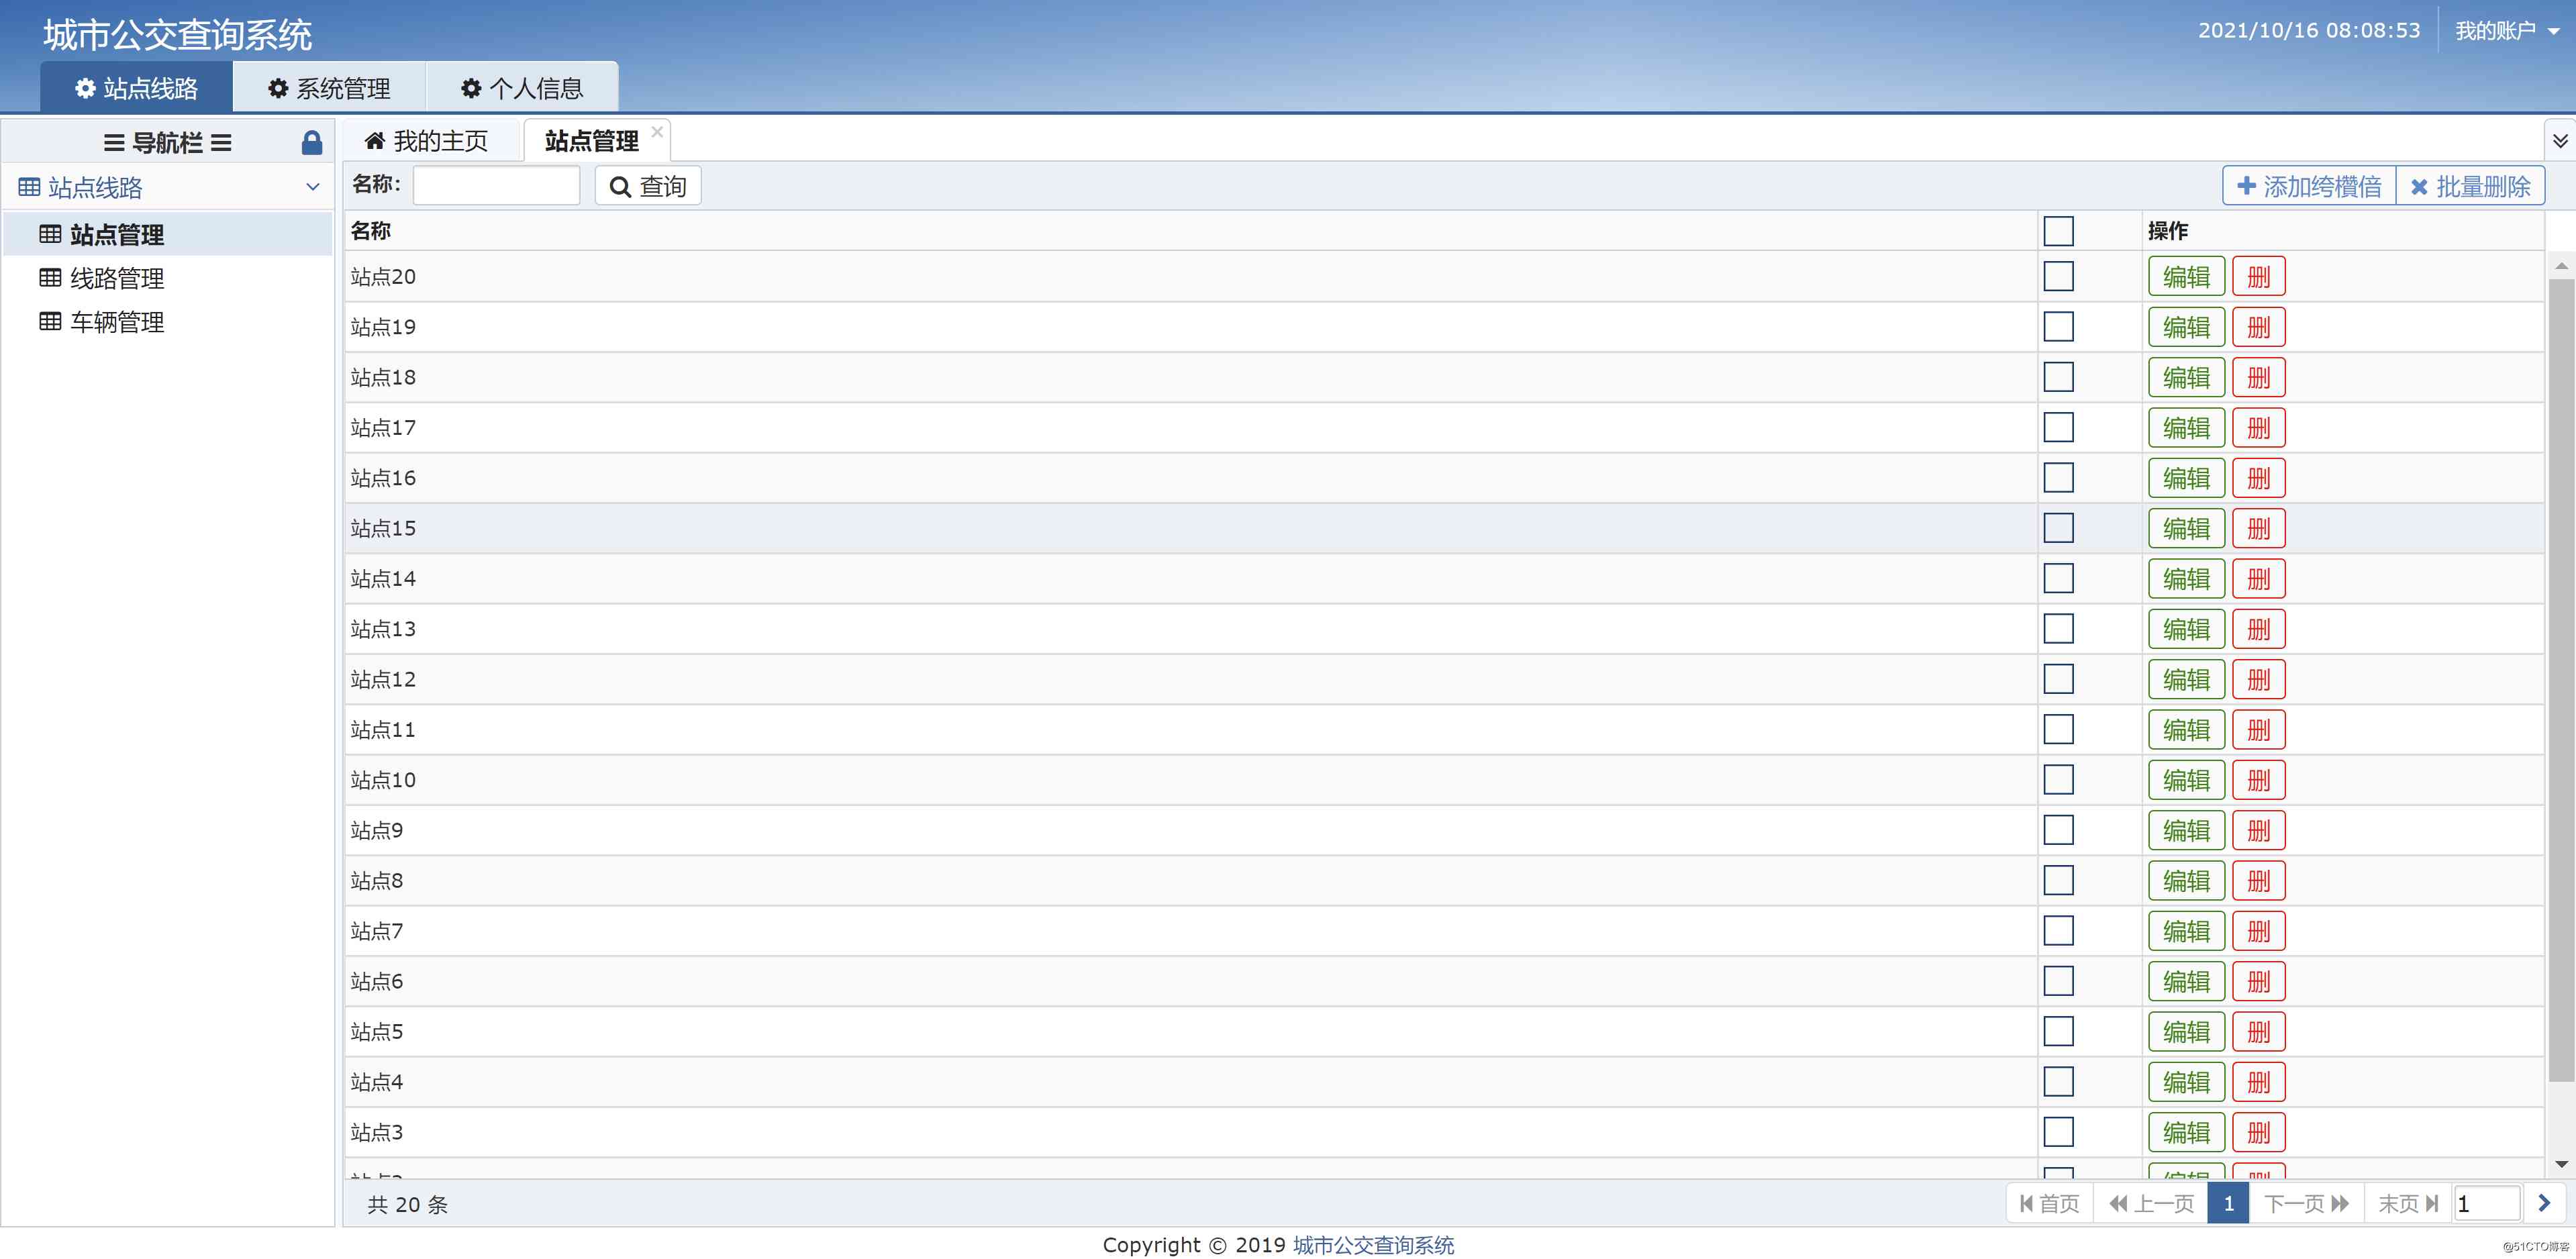 城市公交查询系统
2021/10/16 08:08:53 我的账户
站点线路 系统管理 个人信息
导航栏
站点线路
站点管理
线路管理
车辆管理
我的主页 站点管理
名称: 查询 添加绔欑偣 批量删除
名称 操作
站点20 编辑 删
站点19 编辑 删
站点18 编辑 删
站点17 编辑 删
站点16 编辑 删
站点15 编辑 删
站点14 编辑 删
站点13 编辑 删
站点12 编辑 删
站点11 编辑 删
站点10 编辑 删
站点9 编辑 删
站点8 编辑 删
站点7 编辑 删
站点6 编辑 删
站点5 编辑 删
站点4 编辑 删
站点3 编辑 删
共 20 条 首页 上一页 1 下一页 末页 1
Copyright © 2019 城市公交查询系统
@51CTO博客